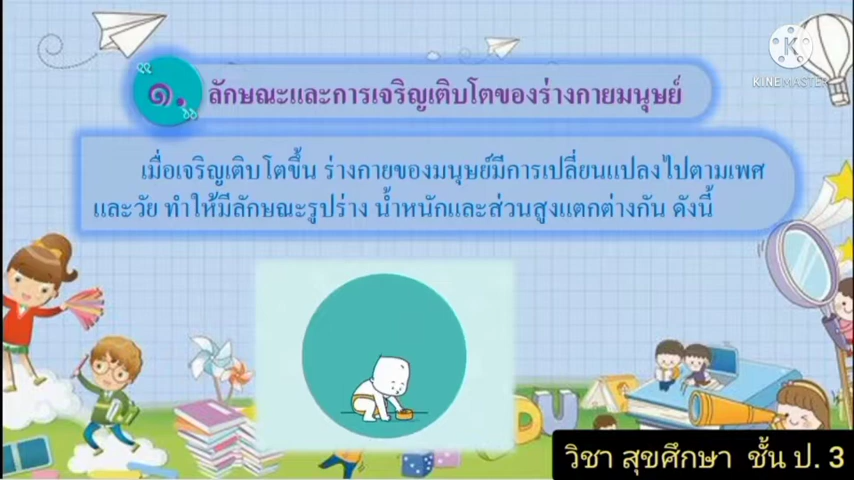 KINEMASTER
๑. ลักษณะและการเจริญเติบโตของร่างกายมนุษย์
เมื่อเจริญเติบโตขึ้น ร่างกายของมนุษย์มีการเปลี่ยนแปลงไปตามเพศ
และวัย ทำให้มีลักษณะรูปร่าง น้ำหนักและส่วนสูงแตกต่างกัน ดังนี้
วิชา สุขศึกษา ชั้น ป. 3